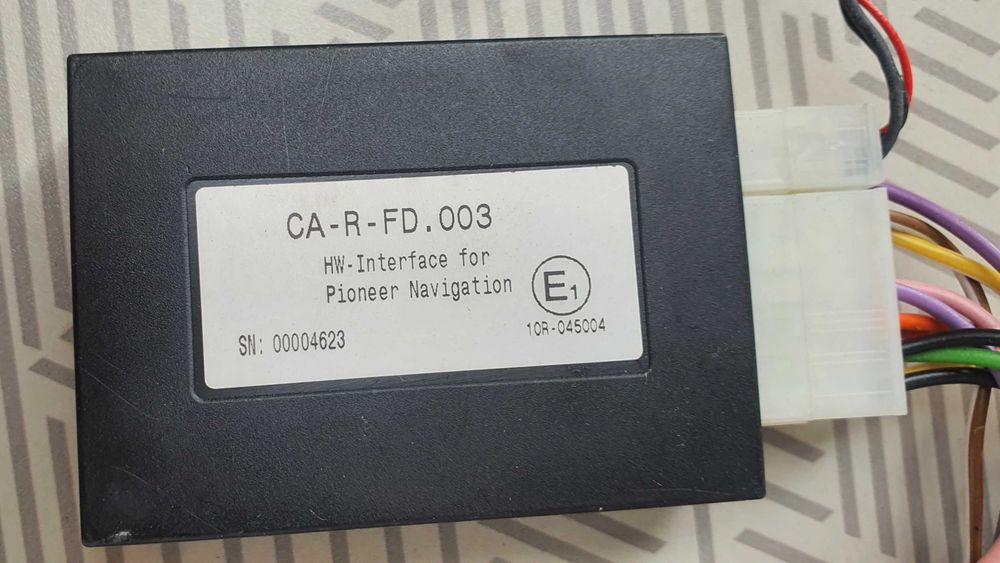 CA-R-FD.003
HW-Interface for
Pioneer Navigation
E1
10R-045004
SN: 00004623